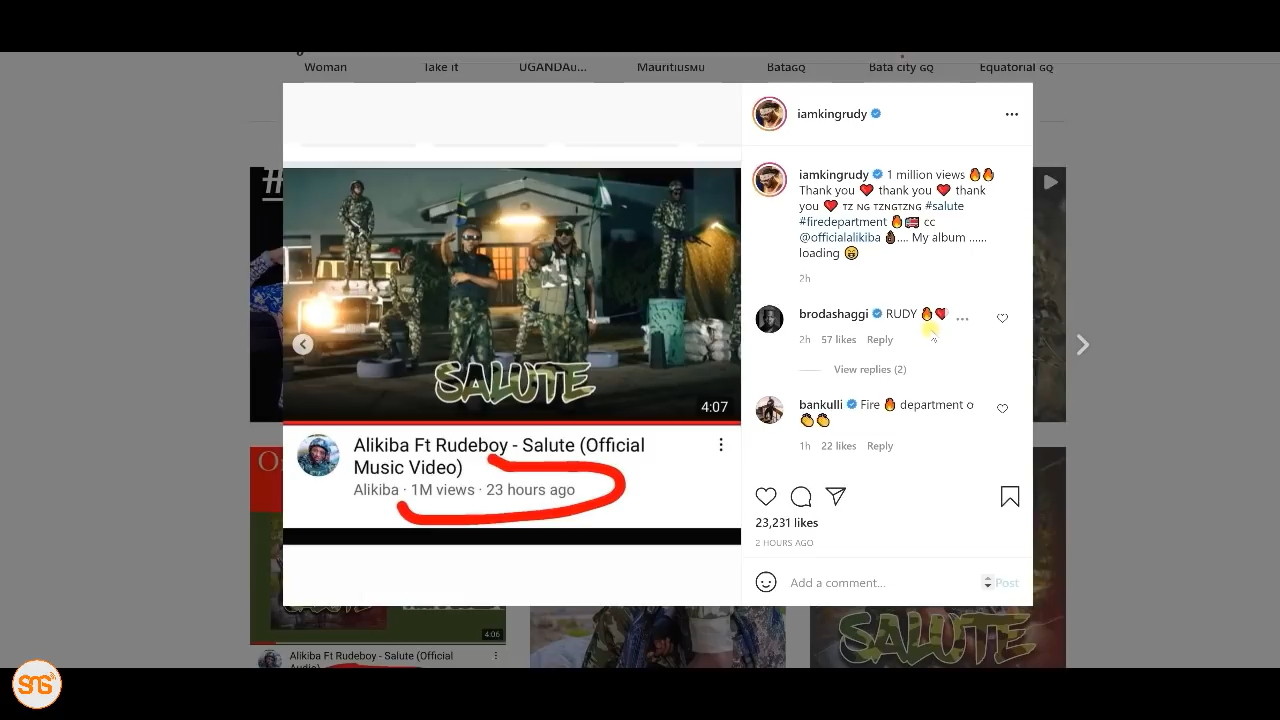 Woman
Take it
UGANDAu...
MauritiusMU
BataGQ
Bata city GQ
Equatorial GQ
iamkingrudy
iamkingrudy 1 million views 🔥🔥
Thank you ❤️ thank you ❤️ thank
you ❤️ TZ NG TZNGTZNG #salute
#firedepartment 🔥🚒 cc
@officialalikiba .... My album ......
loading
2h
brodashaggi RUDY 🔥❤️
2h 57 likes Reply
View replies (2)
bankulli Fire 🔥 department o
👏👏
1h 22 likes Reply
23,231 likes
2 HOURS AGO
Add a comment...
Post
SALUTE
4:07
Alikiba Ft Rudeboy - Salute (Official
Music Video)
Alikiba · 1M views · 23 hours ago
#
O
4:06
Alikiba Ft Rudeboy - Salute (Official
SALUTE
SNS